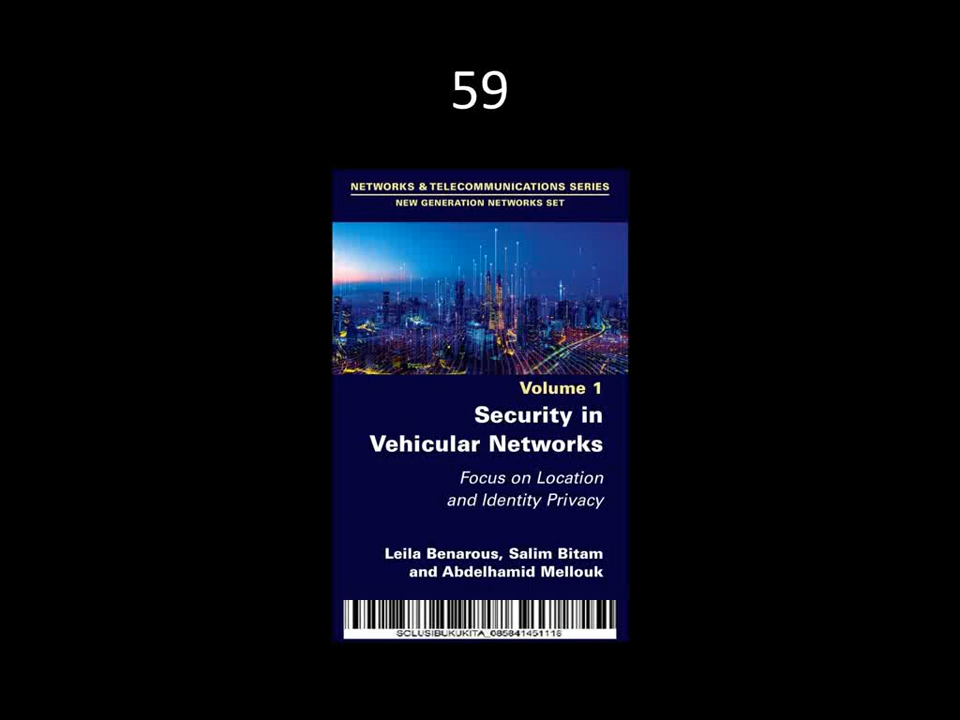 59
NETWORKS & TELECOMMUNICATIONS SERIES
NEW GENERATION NETWORKS SET
Volume 1
Security in
Vehicular Networks
Focus on Location
and Identity Privacy
Leila Benarous, Salim Bitam
and Abdelhamid Mellouk
SOLUSIBUKUKITA_085841451116